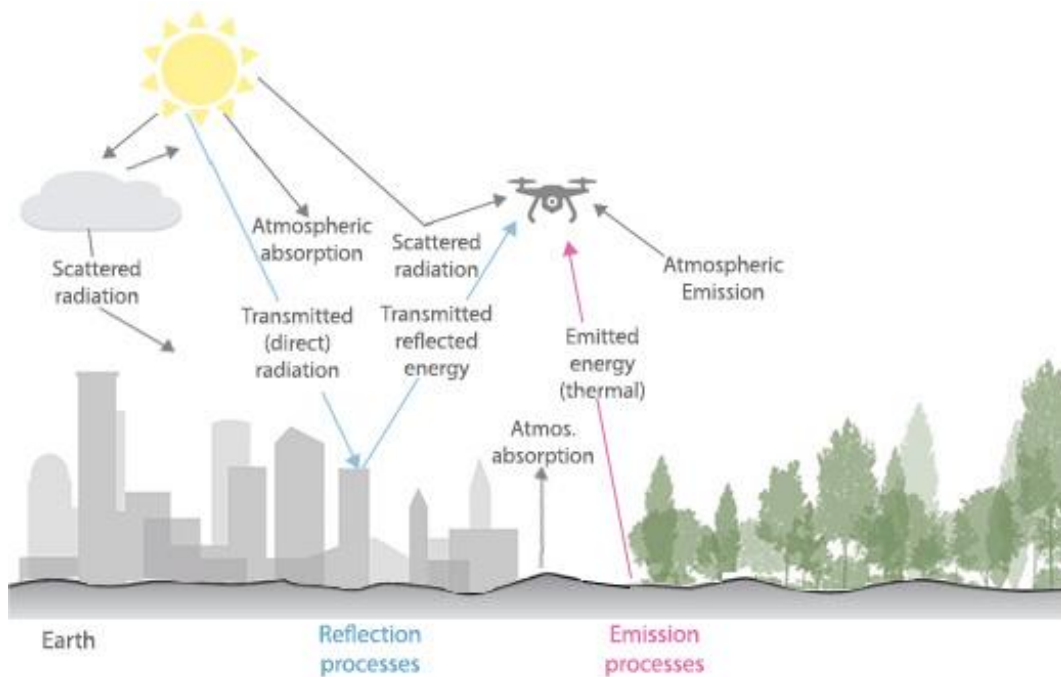 Atmospheric
absorption
Scattered
radiation
Scattered
radiation
Atmospheric
Emission
Transmitted
(direct)
radiation
Transmitted
reflected
energy
Emitted
energy
(thermal)
Atmos.
absorption
Earth
Reflection
processes
Emission
processes